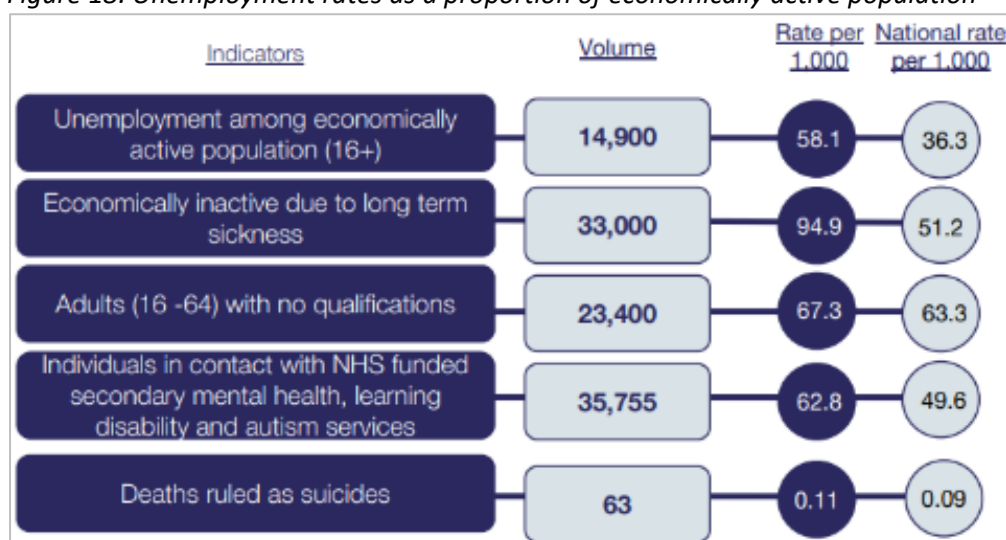 Figure 18: Unemployment rates as a proportion of economically active population
Indicators
Volume
Rate per
1,000
National rate
per 1,000
Unemployment among economically
active population (16+)
14,900
58.1
36.3
Economically inactive due to long term
sickness
33,000
94.9
51.2
Adults (16 -64) with no qualifications
23,400
67.3
63.3
Individuals in contact with NHS funded
secondary mental health, learning
disability and autism services
35,755
62.8
49.6
Deaths ruled as suicides
63
0.11
0.09